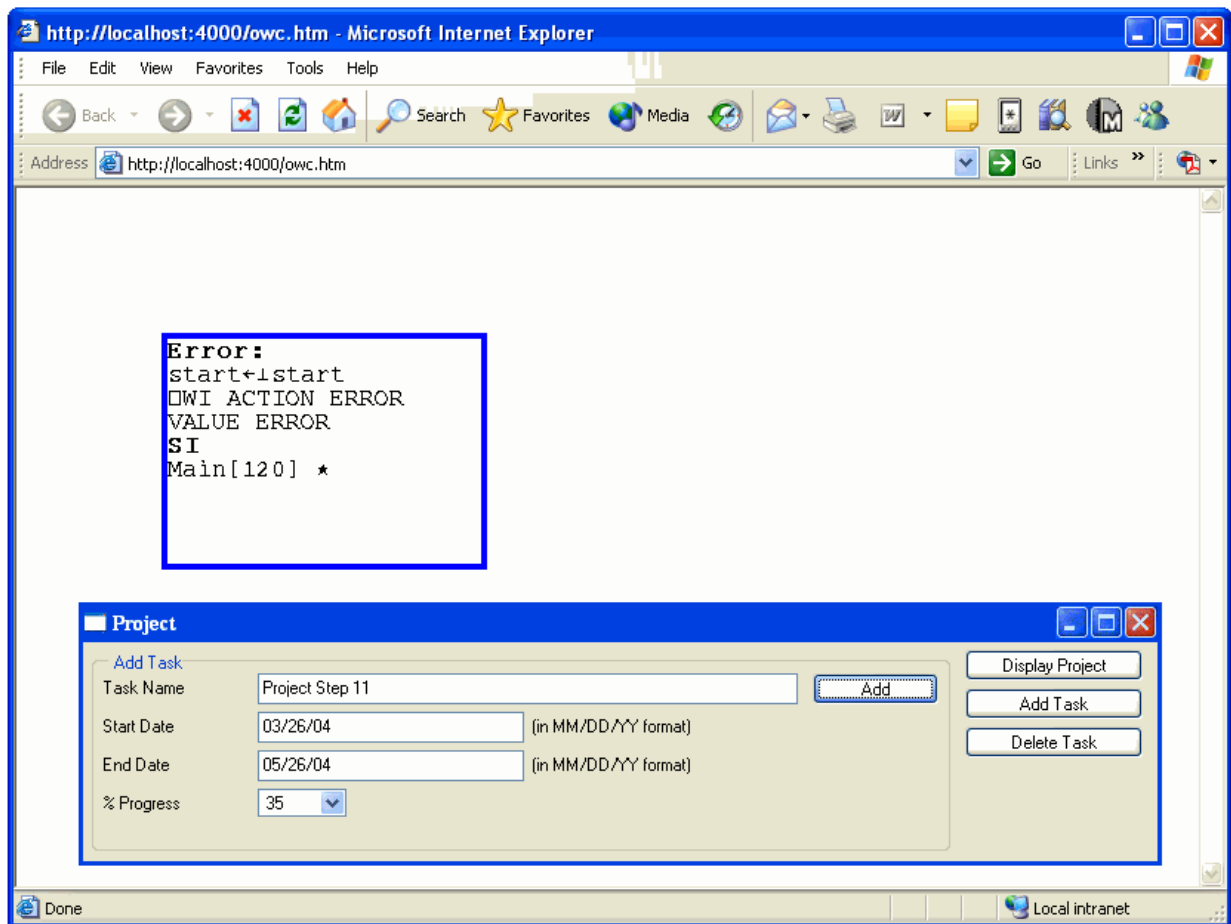 http://localhost:4000/owc.htm - Microsoft Internet Explorer
File Edit View Favorites Tools Help
Back Search Favorites Media W
Address http://localhost:4000/owc.htm Go Links »
Error:
start←⊥start
⎕WI ACTION ERROR
VALUE ERROR
SI
Main[120] ⋆
Project
Add Task
Task Name Project Step 11 Add
Start Date 03/26/04 (in MM/DD/YY format)
End Date 05/26/04 (in MM/DD/YY format)
% Progress 35
Display Project
Add Task
Delete Task
Done Local intranet